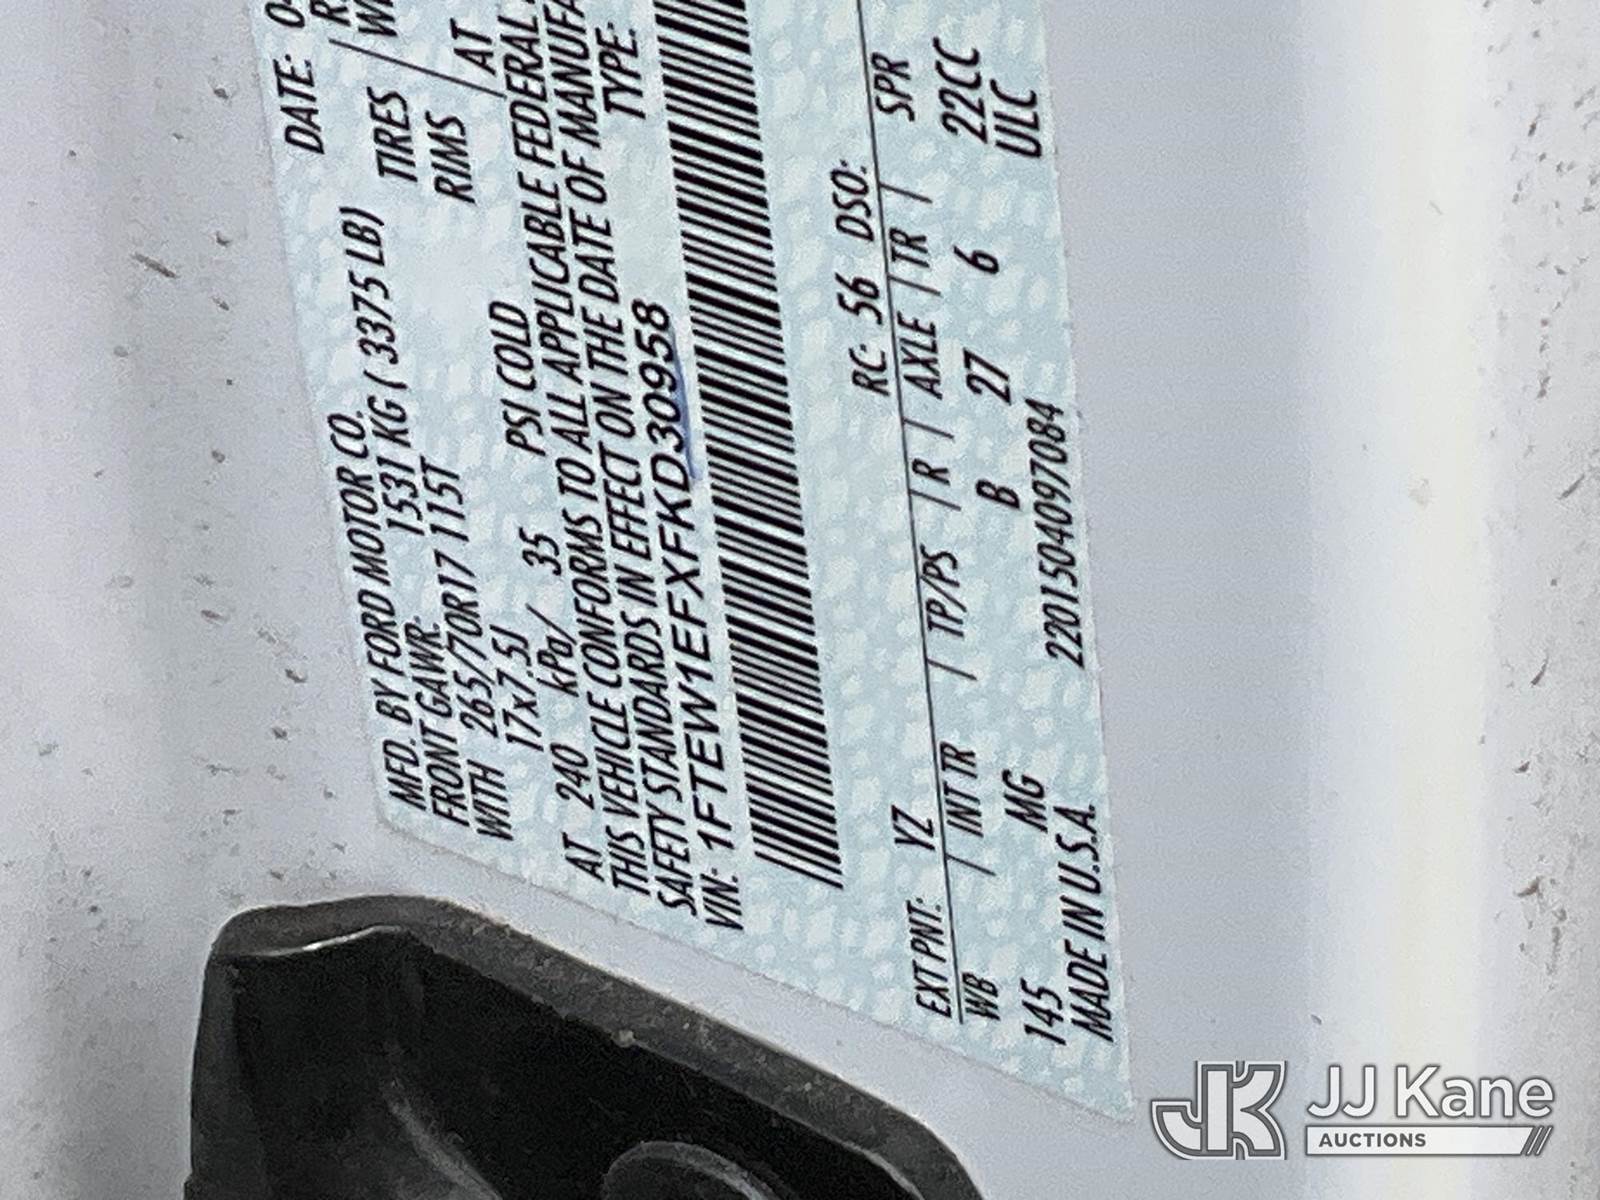 MFD. BY FORD MOTOR CO.
DATE: 04
FRONT GAWR: 1531 KG ( 3375 LB)
WITH 265/70R17 115T TIRES
17x7.5J RIMS
AT 240 kPa/ 35 PSI COLD AT
THIS VEHICLE CONFORMS TO ALL APPLICABLE FEDERAL
SAFETY STANDARDS IN EFFECT ON THE DATE OF MANUFA
VIN: 1FTEW1EFXFKD30958 TYPE:
EXT PNT: YZ RC: 56 DSO:
WB | INT TR | TP/PS | R | AXLE | TR | SPR
145 MG B 27 6 22CC
MADE IN U.S.A. 2201504097084 ULC
JK JJ Kane
AUCTIONS